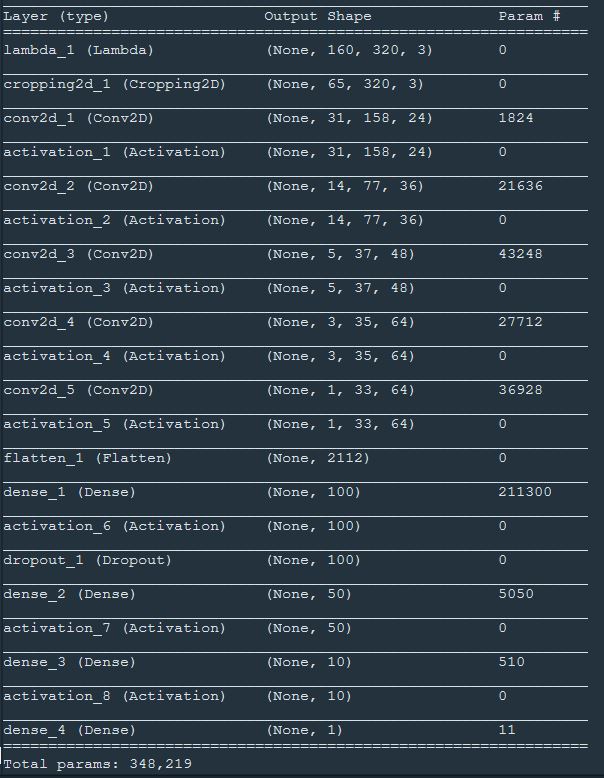 Layer (type) Output Shape Param #
lambda_1 (Lambda) (None, 160, 320, 3) 0
cropping2d_1 (Cropping2D) (None, 65, 320, 3) 0
conv2d_1 (Conv2D) (None, 31, 158, 24) 1824
activation_1 (Activation) (None, 31, 158, 24) 0
conv2d_2 (Conv2D) (None, 14, 77, 36) 21636
activation_2 (Activation) (None, 14, 77, 36) 0
conv2d_3 (Conv2D) (None, 5, 37, 48) 43248
activation_3 (Activation) (None, 5, 37, 48) 0
conv2d_4 (Conv2D) (None, 3, 35, 64) 27712
activation_4 (Activation) (None, 3, 35, 64) 0
conv2d_5 (Conv2D) (None, 1, 33, 64) 36928
activation_5 (Activation) (None, 1, 33, 64) 0
flatten_1 (Flatten) (None, 2112) 0
dense_1 (Dense) (None, 100) 211300
activation_6 (Activation) (None, 100) 0
dropout_1 (Dropout) (None, 100) 0
dense_2 (Dense) (None, 50) 5050
activation_7 (Activation) (None, 50) 0
dense_3 (Dense) (None, 10) 510
activation_8 (Activation) (None, 10) 0
dense_4 (Dense) (None, 1) 11
Total params: 348,219